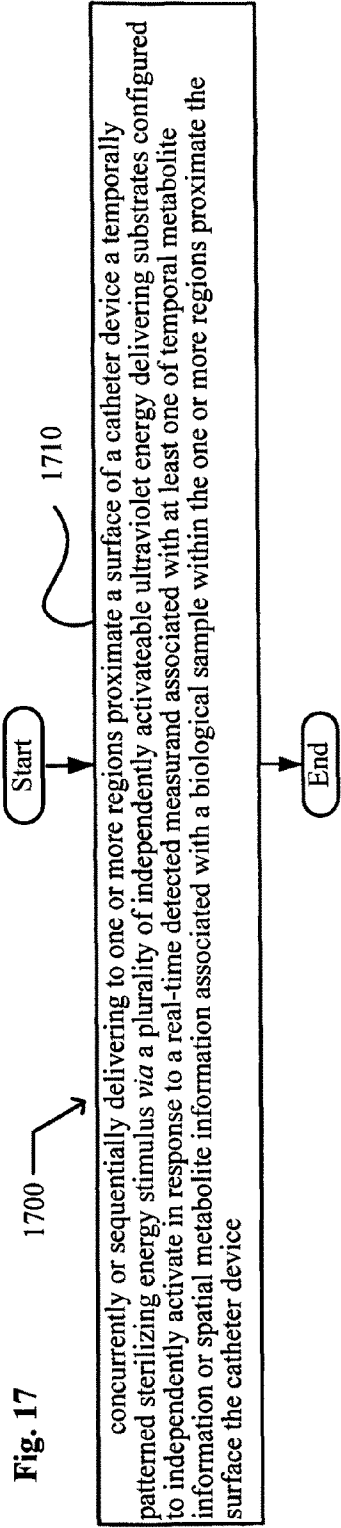 Fig. 17
1700
Start
1710
concurrently or sequentially delivering to one or more regions proximate a surface of a catheter device a temporally
patterned sterilizing energy stimulus via a plurality of independently activateable ultraviolet energy delivering substrates configured
to independently activate in response to a real-time detected measurand associated with at least one of temporal metabolite
information or spatial metabolite information associated with a biological sample within the one or more regions proximate the
surface the catheter device
End